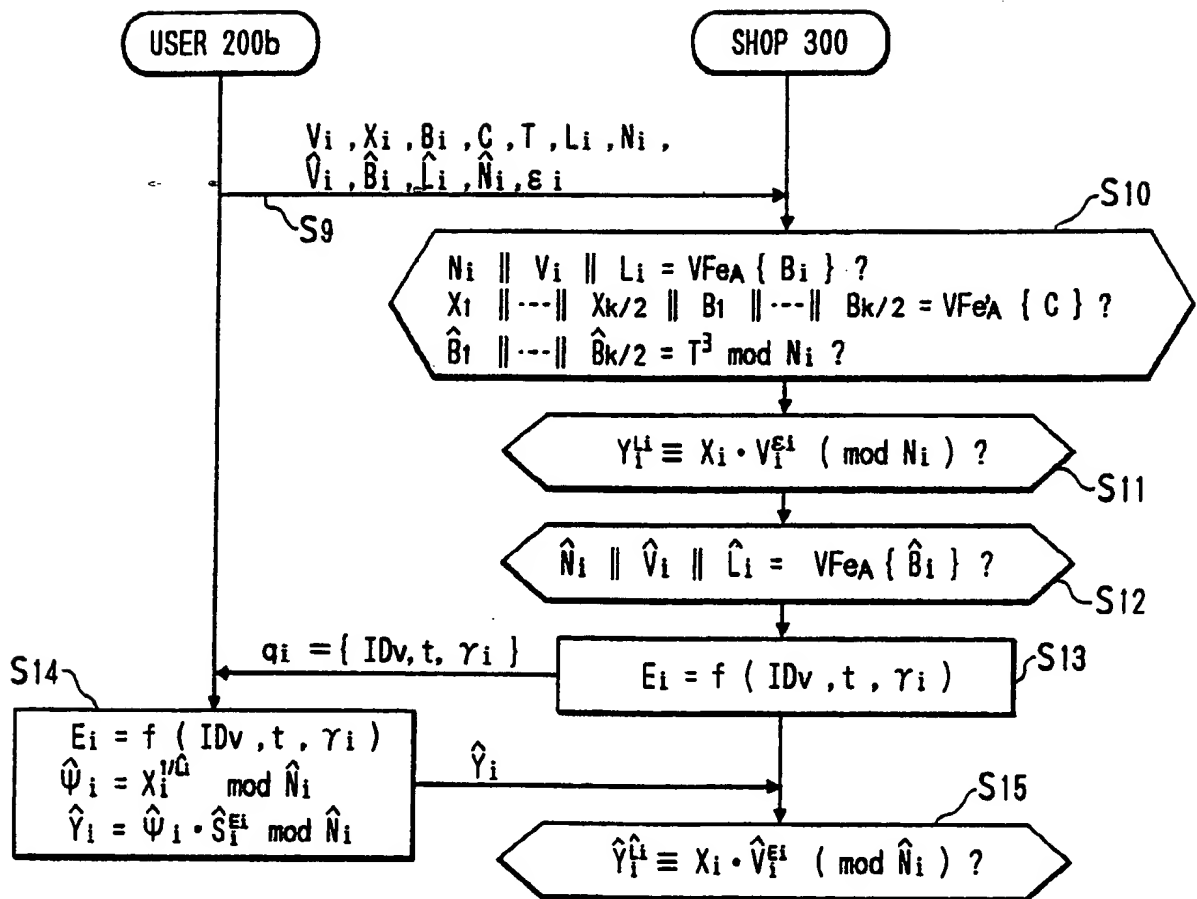 USER 200b
SHOP 300
Vi , Xi , Bi , C , T , Li , Ni ,
V̂i , B̂i , L̂i , N̂i , εi
S9
S10
Ni ‖ Vi ‖ Li = VFeA { Bi } ?
X1 ‖ ---‖ Xk/2 ‖ B1 ‖ ---‖ Bk/2 = VFe'A { C } ?
B̂1 ‖ ---‖ B̂k/2 = T³ mod Ni ?
Yi^Li ≡ Xi · Vi^εi ( mod Ni ) ?
S11
N̂i ‖ V̂i ‖ L̂i = VFeA { B̂i } ?
S12
qi = { IDv, t, γi }
S13
Ei = f ( IDv , t , γi )
S14
Ei = f ( IDv , t , γi )
Ψ̂i = Xi^1/L̂i mod N̂i
Ŷi = Ψ̂i · Ŝi^Ei mod N̂i
Ŷi
S15
Ŷi^L̂i ≡ Xi · V̂i^Ei ( mod N̂i ) ?